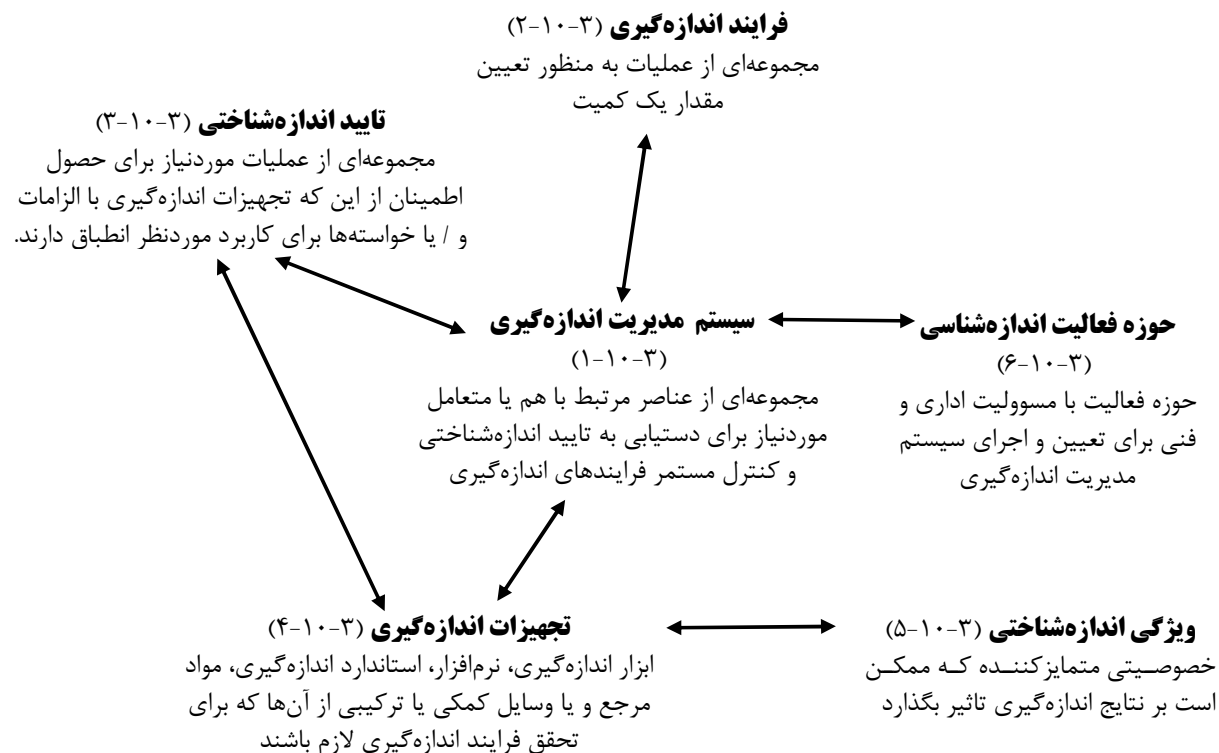 فرایند اندازه‌گیری (۳-۱۰-۲)
مجموعه‌ای از عملیات به منظور تعیین
مقدار یک کمیت
تایید اندازه‌شناختی (۳-۱۰-۳)
مجموعه‌ای از عملیات موردنیاز برای حصول
اطمینان از این که تجهیزات اندازه‌گیری با الزامات
و / یا خواسته‌ها برای کاربرد موردنظر انطباق دارند.
حوزه فعالیت اندازه‌شناسی
(۳-۱۰-۶)
حوزه فعالیت با مسوولیت اداری و
فنی برای تعیین و اجرای سیستم
مدیریت اندازه‌گیری
سیستم مدیریت اندازه‌گیری
(۳-۱۰-۱)
مجموعه‌ای از عناصر مرتبط با هم یا متعامل
موردنیاز برای دستیابی به تایید اندازه‌شناختی
و کنترل مستمر فرایندهای اندازه‌گیری
ویژگی اندازه‌شناختی (۳-۱۰-۵)
خصوصیتی متمایزکننده که ممکن
است بر نتایج اندازه‌گیری تاثیر بگذارد
تجهیزات اندازه‌گیری (۳-۱۰-۴)
ابزار اندازه‌گیری، نرم‌افزار، استاندارد اندازه‌گیری، مواد
مرجع و یا وسایل کمکی یا ترکیبی از آن‌ها که برای
تحقق فرایند اندازه‌گیری لازم باشند